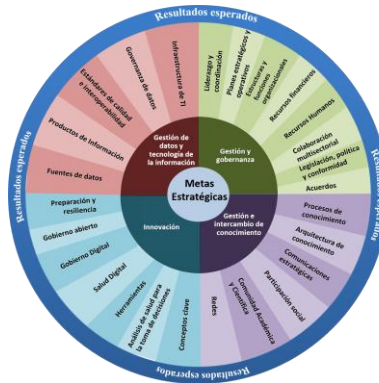 Resultados esperados
Resultados esperados
Resultados esperados
Resultados esperados
Metas
Estratégicas
Gestión de
datos y
tecnología de
la información
Fuentes de datos
Productos de Información
Estándares de calidad
e interoperabilidad
Governanza de datos
Infraestructura de TI
Gestión y
gobernanza
Liderazgo y
coordinación
Planes estratégicos y
operativos
Estructuras y
funciones
organizacionales
Recursos financieros
Recursos Humanos
Colaboración
multisectorial
Legislación, política
y conformidad
Acuerdos
Gestión e
intercambio de
conocimiento
Procesos de
conocimiento
Arquitectura de
conocimiento
Comunicaciones
estratégicas
Participación social
Comunidad Académica
y Científica
Redes
Innovación
Conceptos clave
Análisis de salud para
la toma de decisiones
Herramientas
Salud Digital
Gobierno Digital
Gobierno abierto
Preparación y
resiliencia